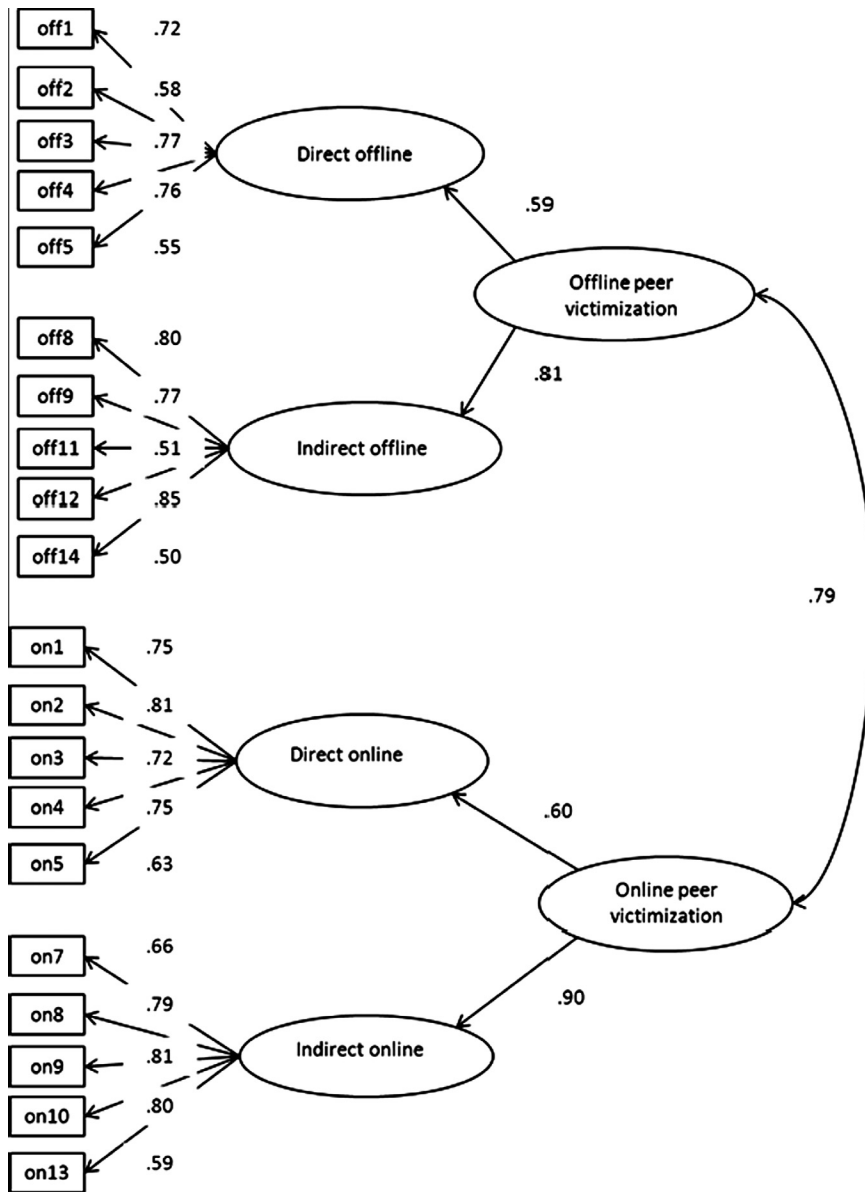 off1 .72
off2 .58
off3 .77
off4 .76
off5 .55
Direct offline
.59
Offline peer
victimization
.81
off8 .80
off9 .77
off11 .51
off12 .85
off14 .50
Indirect offline
.79
on1 .75
on2 .81
on3 .72
on4 .75
on5 .63
Direct online
.60
Online peer
victimization
.90
on7 .66
on8 .79
on9 .81
on10 .80
on13 .59
Indirect online